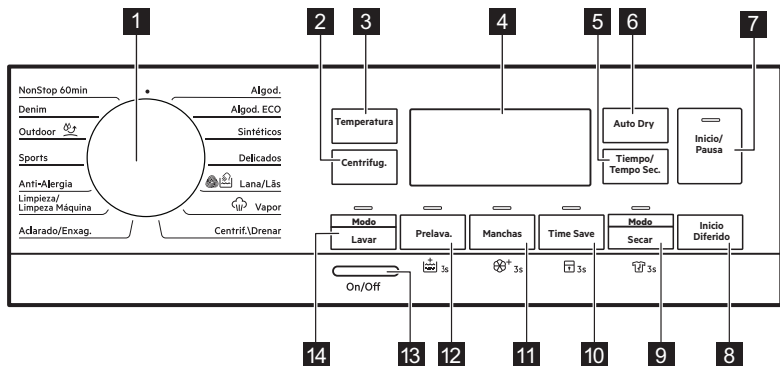 1
2
3
4
5
6
7
NonStop 60min
Denim
Outdoor
Sports
Anti-Alergia
Limpieza/
Limpeza Máquina
Aclarado/Enxag.
Algod.
Algod. ECO
Sintéticos
Delicados
Lana/Lãs
Vapor
Centrif.\Drenar
Temperatura
Centrifug.
Auto Dry
Tiempo/
Tempo Sec.
Inicio/
Pausa
Modo
Lavar
Prelava.
Manchas
Time Save
Modo
Secar
Inicio
Diferido
On/Off
3s
3s
3s
3s
14
13
12
11
10
9
8